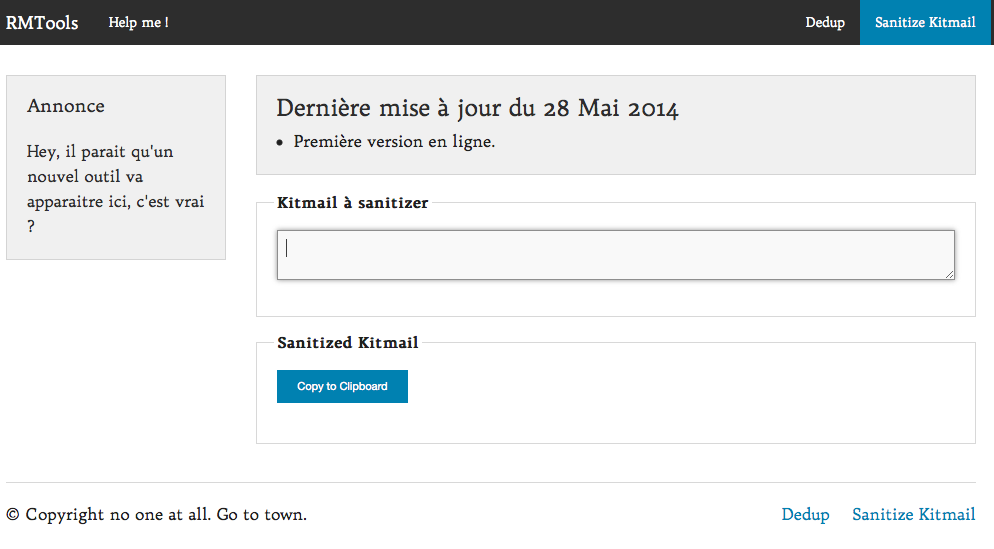 RMTools Help me ! Dedup Sanitize Kitmail
Annonce
Hey, il parait qu'un
nouvel outil va
apparaitre ici, c'est vrai
?
Dernière mise à jour du 28 Mai 2014
• Première version en ligne.
Kitmail à sanitizer
Sanitized Kitmail
Copy to Clipboard
© Copyright no one at all. Go to town. Dedup Sanitize Kitmail